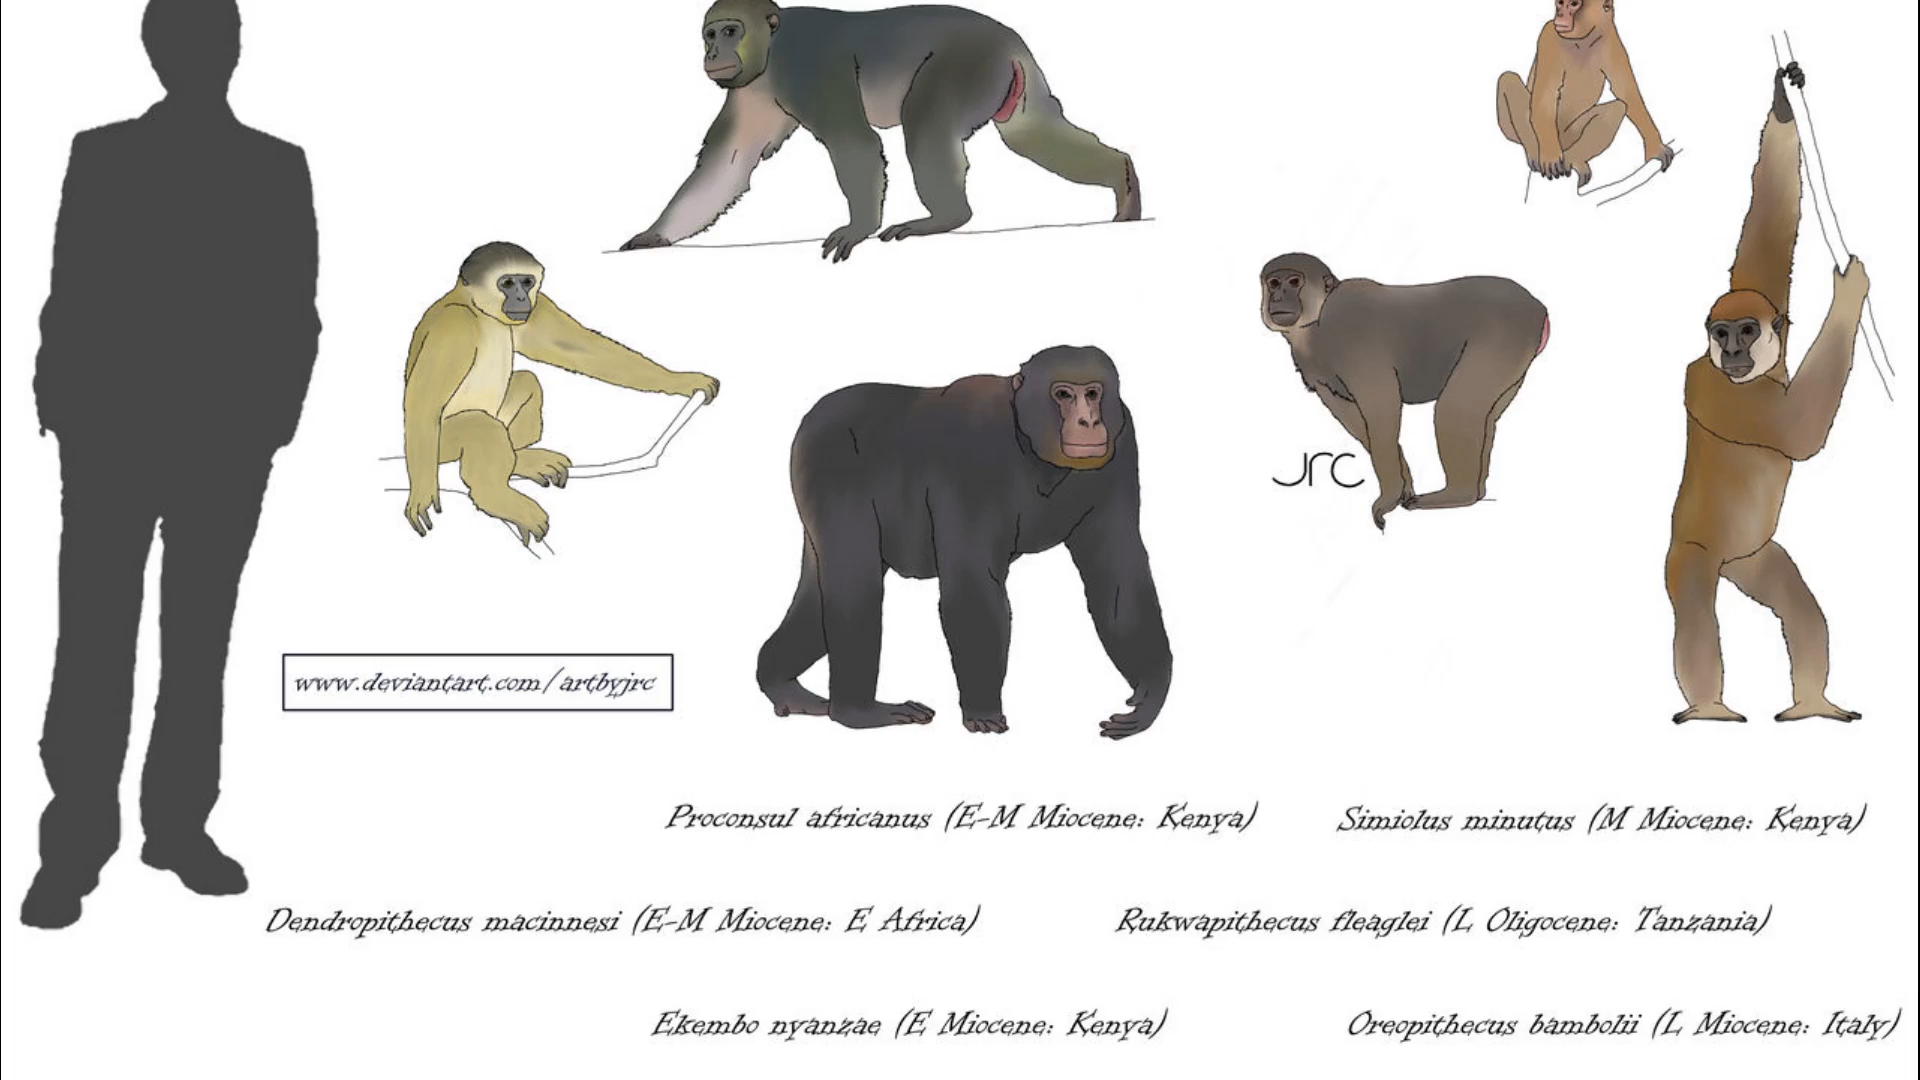 JrC
www.deviantart.com/artbyjrc
Proconsul africanus (E-M Miocene: Kenya)
Simiolus minutus (M Miocene: Kenya)
Dendropithecus macinnesi (E-M Miocene: E Africa)
Rukwapithecus fleaglei (L Oligocene: Tanzania)
Ekembo nyanzae (E Miocene: Kenya)
Oreopithecus bambolii (L Miocene: Italy)